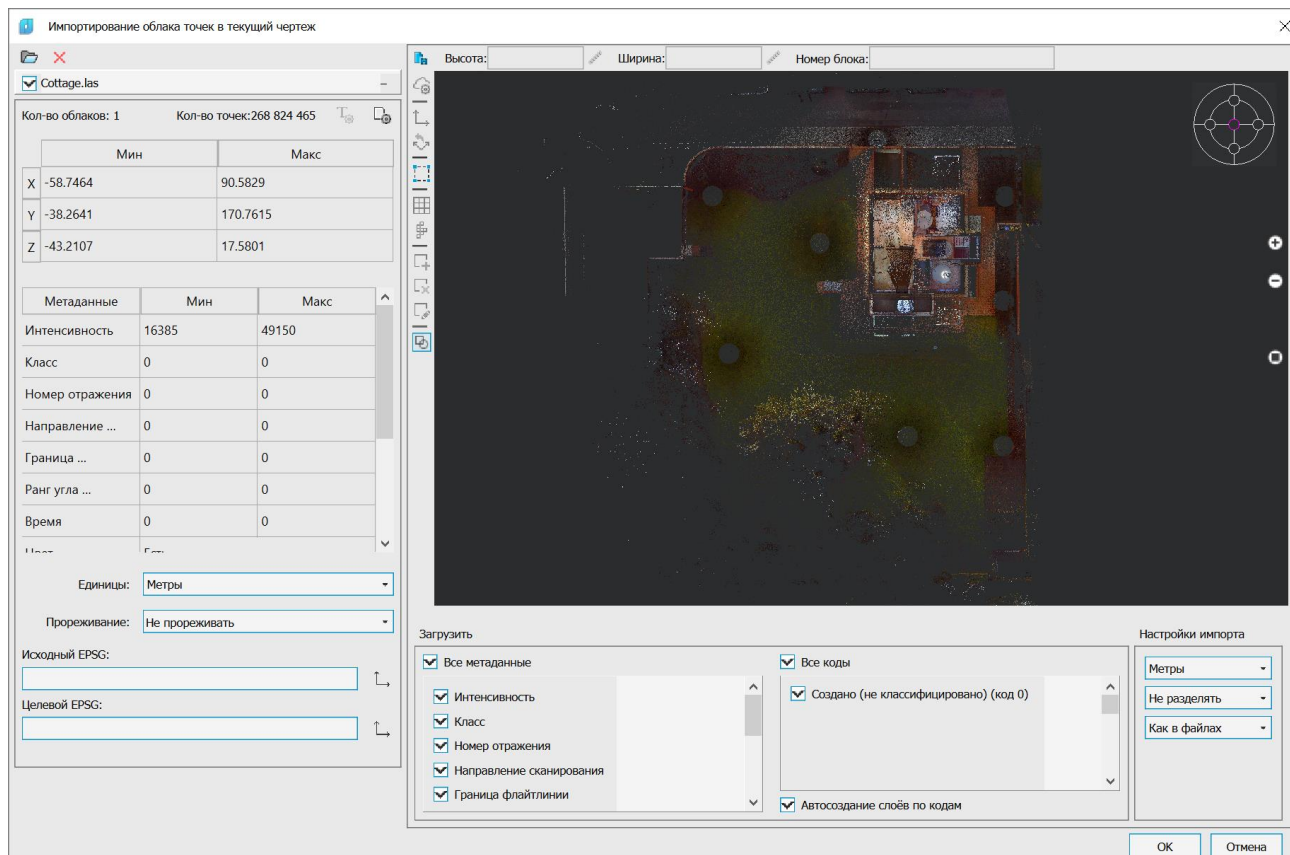 Импортирование облака точек в текущий чертеж
Cottage.las
Кол-во облаков: 1 Кол-во точек:268 824 465
Мин Макс
X -58.7464 90.5829
Y -38.2641 170.7615
Z -43.2107 17.5801
Метаданные Мин Макс
Интенсивность 16385 49150
Класс 0 0
Номер отражения 0 0
Направление ... 0 0
Граница ... 0 0
Ранг угла ... 0 0
Время 0 0
Цвет Есть
Единицы: Метры
Прореживание: Не прореживать
Исходный EPSG:
Целевой EPSG:
Высота: Ширина: Номер блока:
Загрузить
Все метаданные
Интенсивность
Класс
Номер отражения
Направление сканирования
Граница флайтлинии
Все коды
Создано (не классифицировано) (код 0)
Автосоздание слоёв по кодам
Настройки импорта
Метры
Не разделять
Как в файлах
OK Отмена